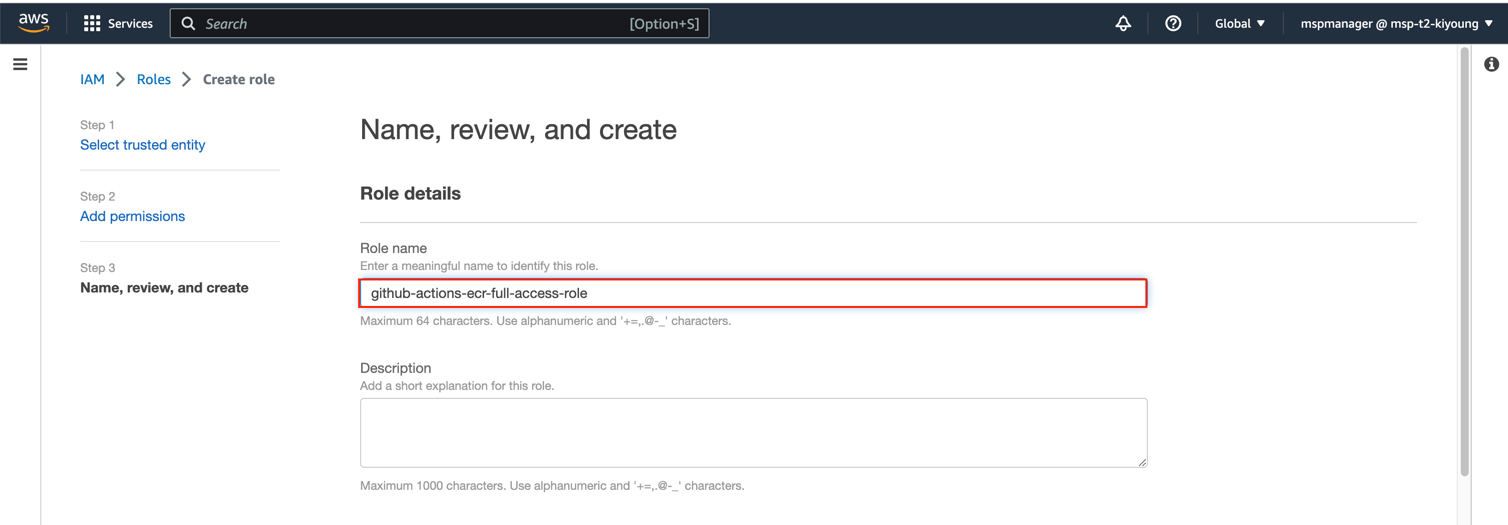 aws Services Search [Option+S] Global ▼ mspmanager @ msp-t2-kiyoung ▼
IAM > Roles > Create role
Step 1
Select trusted entity
Step 2
Add permissions
Step 3
Name, review, and create
Name, review, and create
Role details
Role name
Enter a meaningful name to identify this role.
github-actions-ecr-full-access-role
Maximum 64 characters. Use alphanumeric and '+=,.@-_' characters.
Description
Add a short explanation for this role.
Maximum 1000 characters. Use alphanumeric and '+=,.@-_' characters.